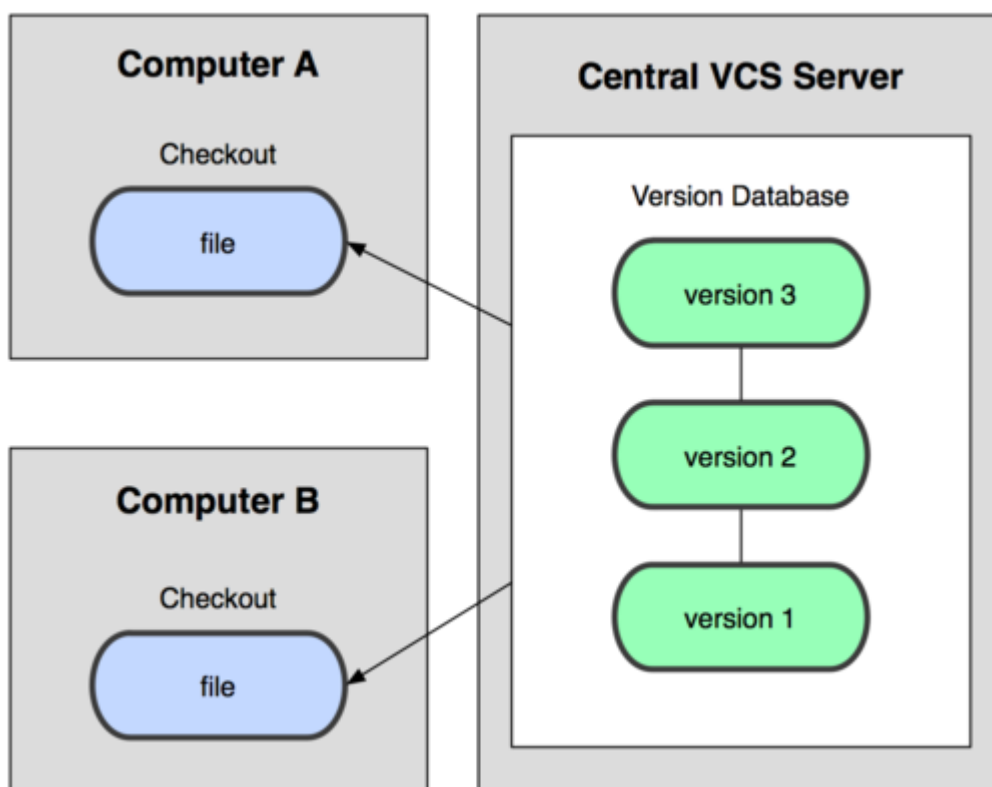 Computer A
Checkout
file
Computer B
Checkout
file
Central VCS Server
Version Database
version 3
version 2
version 1